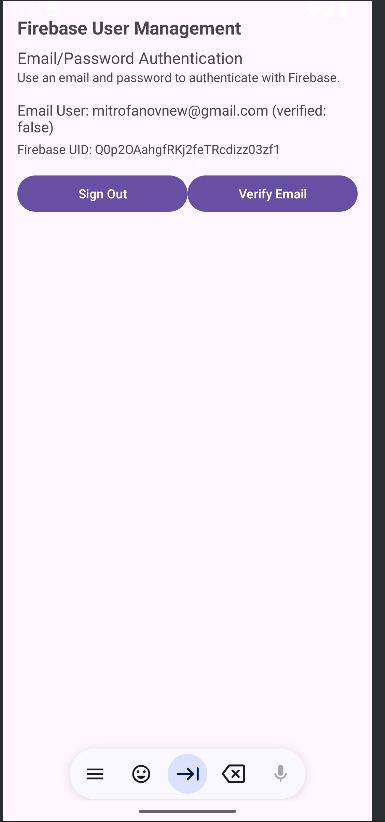 Firebase User Management
Email/Password Authentication
Use an email and password to authenticate with Firebase.
Email User: mitrofanovnew@gmail.com (verified:
false)
Firebase UID: Q0p2OAahgfRKj2feTRcdizz03zf1
Sign Out
Verify Email